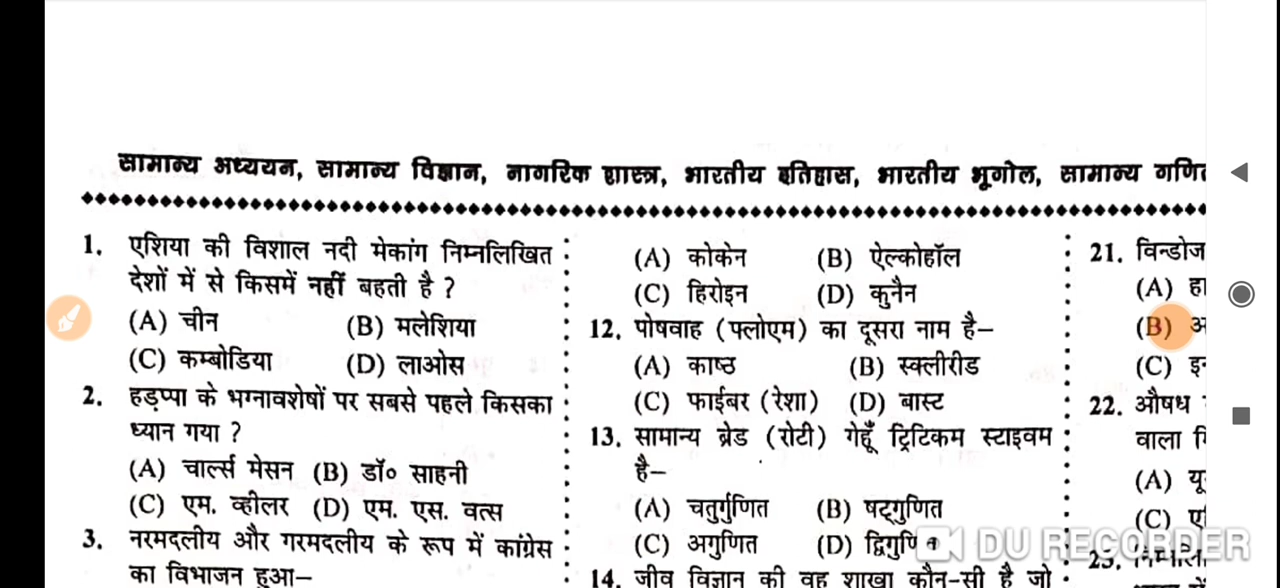 सामान्य अध्ययन, सामान्य विज्ञान, नागरिक शास्त्र, भारतीय इतिहास, भारतीय भूगोल, सामान्य
1. एशिया की विशाल नदी मेकांग निम्नलिखित
देशों में से किसमें नहीं बहती है ?
(A) चीन (B) मलेशिया
(C) कम्बोडिया (D) लाओस
2. हड़प्पा के भग्नावशेषों पर सबसे पहले किसका
ध्यान गया ?
(A) चार्ल्स मेसन (B) डॉ० साहनी
(C) एम. व्हीलर (D) एम. एस. वत्स
3. नरमदलीय और गरमदलीय के रूप में कांग्रेस
का विभाजन हुआ–
(A) कोकेन (B) ऐल्कोहॉल
(C) हिरोइन (D) कुनैन
12. पोषवाह (फ्लोएम) का दूसरा नाम है–
(A) काष्ठ (B) स्क्लीरीड
(C) फाईबर (रेशा) (D) बास्ट
13. सामान्य ब्रेड (रोटी) गेहूँ ट्रिटिकम स्टाइवम
है–
(A) चतुर्गुणित (B) षट्गुणित
(C) अगुणित (D)
14. जीव विज्ञान की वह शाखा कौन-सी है जो
21. विन्डोज
(A)
(B)
(C)
22. औषध
वाला
(A)
(C)
23.
DU RECORDER